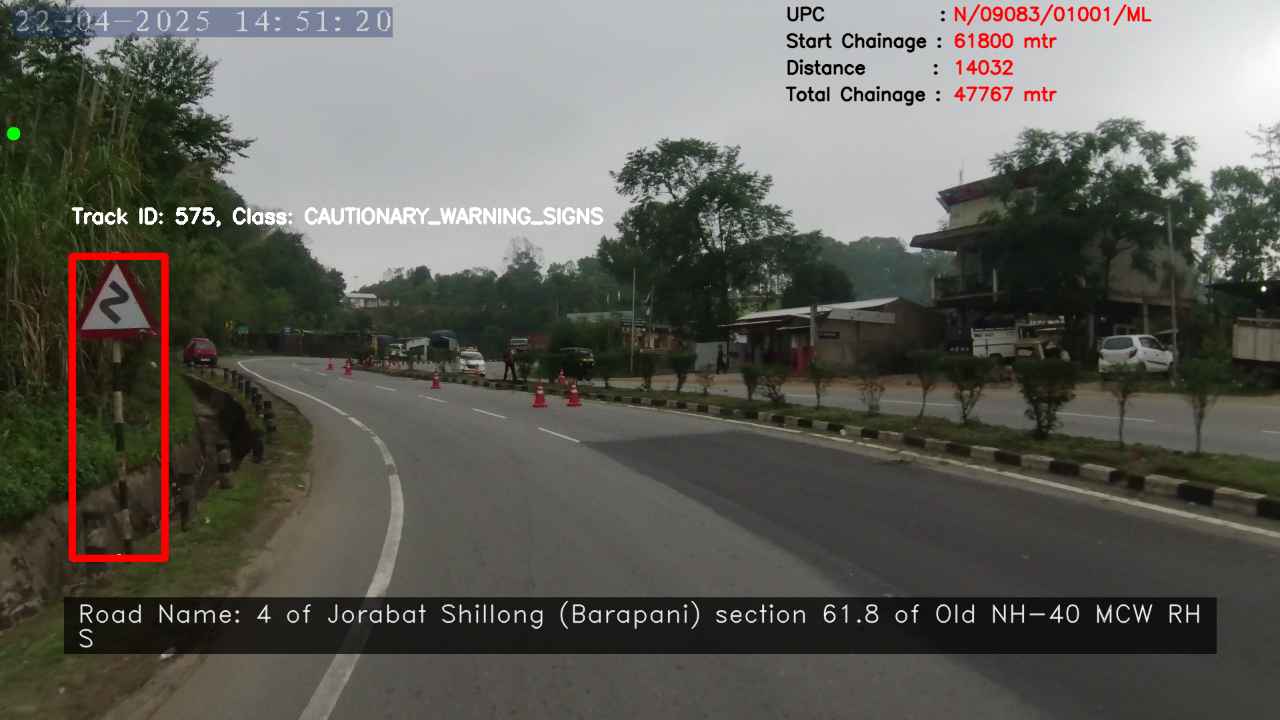 22-04-2025 14:51:20
UPC : N/09083/01001/ML
Start Chainage : 61800 mtr
Distance : 14032
Total Chainage : 47767 mtr
Track ID: 575, Class: CAUTIONARY_WARNING_SIGNS
Road Name: 4 of Jorabat Shillong (Barapani) section 61.8 of Old NH-40 MCW RH
S